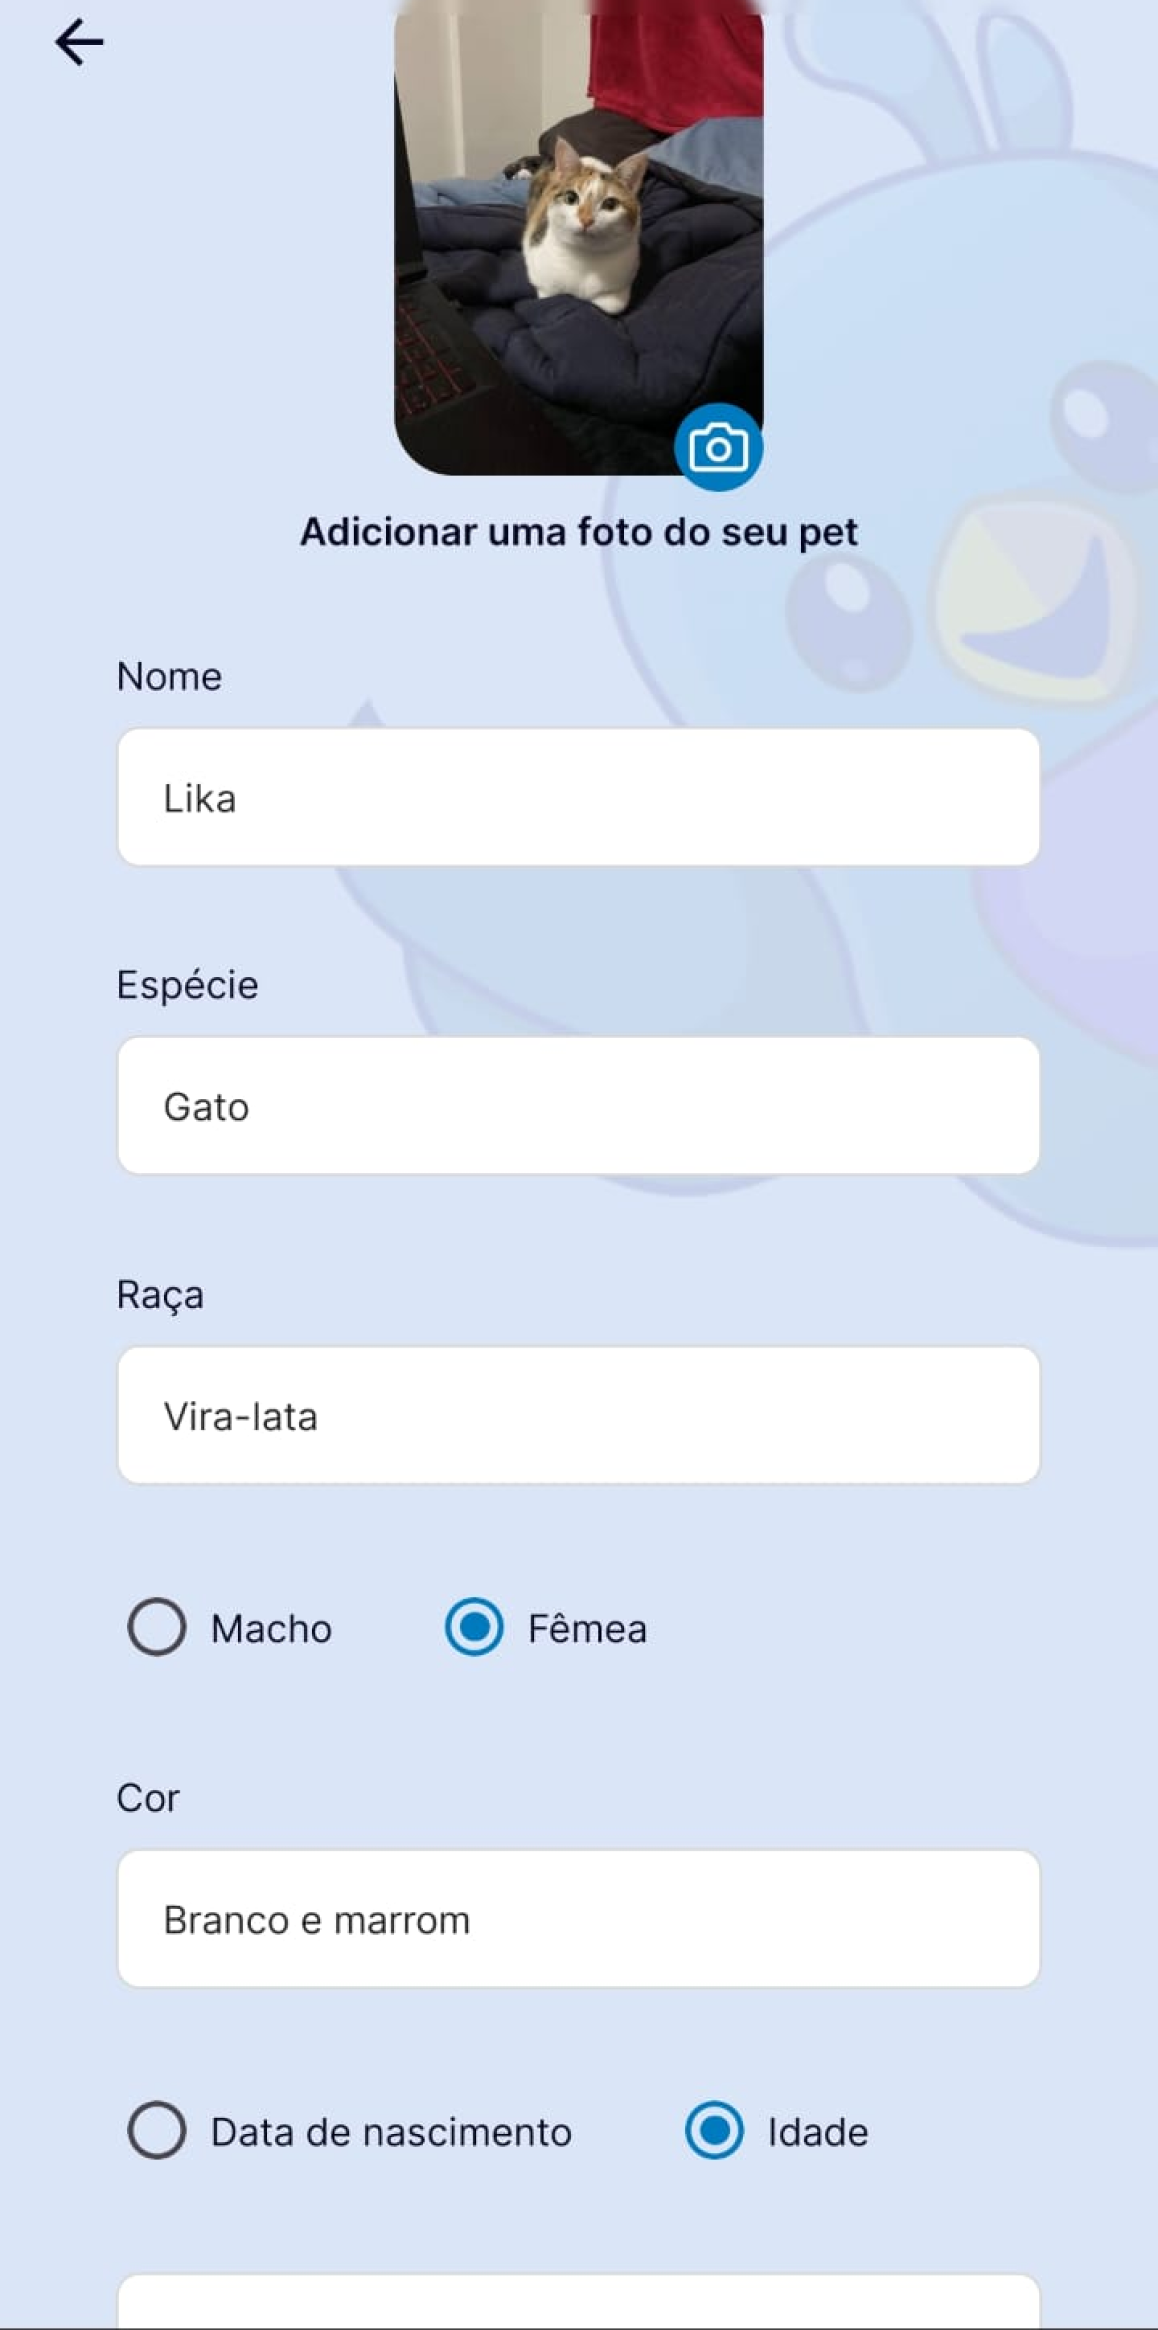 Adicionar uma foto do seu pet
Nome
Lika
Espécie
Gato
Raça
Vira-lata
Macho Fêmea
Cor
Branco e marrom
Data de nascimento Idade